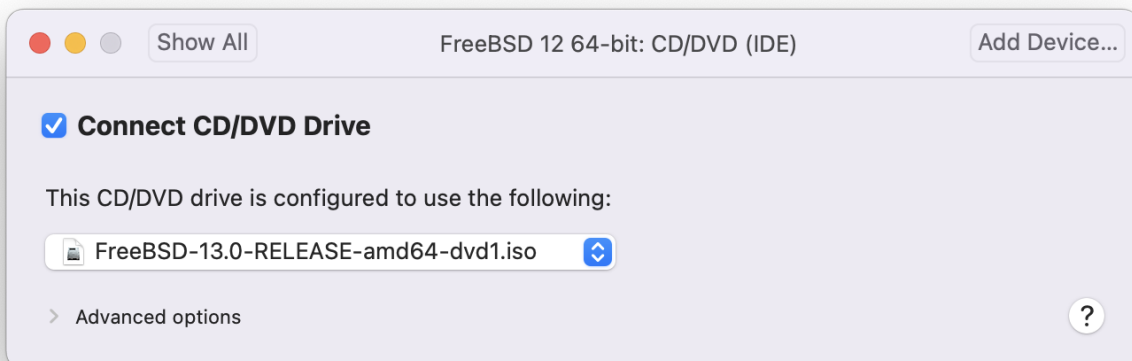 Show All
FreeBSD 12 64-bit: CD/DVD (IDE)
Add Device...
Connect CD/DVD Drive
This CD/DVD drive is configured to use the following:
FreeBSD-13.0-RELEASE-amd64-dvd1.iso
Advanced options
?